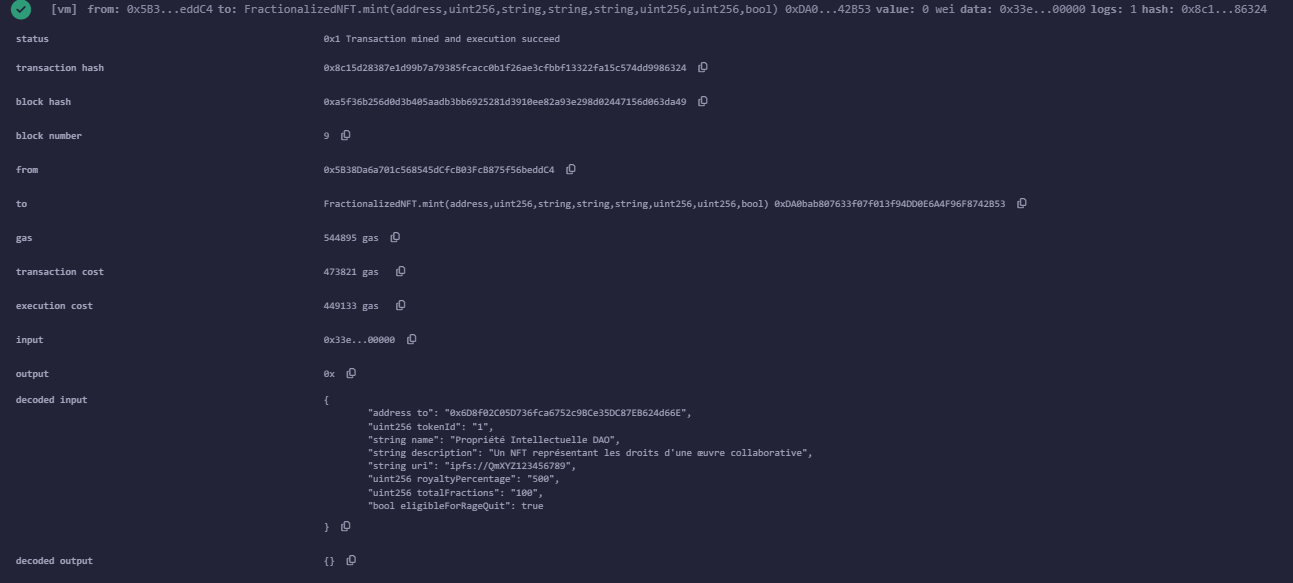 [vm] from: 0x5B3...eddC4 to: FractionalizedNFT.mint(address,uint256,string,string,string,uint256,uint256,bool) 0xDA0...42B53 value: 0 wei data: 0x33e...00000 logs: 1 hash: 0x8c1...86324
status 0x1 Transaction mined and execution succeed
transaction hash 0x8c15d28387e1d99b7a79385fcacc0b1f26ae3cfbbf13322fa15c574dd9986324
block hash 0xa5f36b256d0d3b405aadb3bb6925281d3910ee82a93e298d02447156d063da49
block number 9
from 0x5B38Da6a701c568545dCfcB03FcB875f56beddC4
to FractionalizedNFT.mint(address,uint256,string,string,string,uint256,uint256,bool) 0xDA0bab807633f07f013f94DD0E6A4F96F8742B53
gas 544895 gas
transaction cost 473821 gas
execution cost 449133 gas
input 0x33e...00000
output 0x
decoded input {
"address to": "0x6D8f02C05D736fca6752c9BCe35DC87EB624d66E",
"uint256 tokenId": "1",
"string name": "Propriété Intellectuelle DAO",
"string description": "Un NFT représentant les droits d'une œuvre collaborative",
"string uri": "ipfs://QmXYZ123456789",
"uint256 royaltyPercentage": "500",
"uint256 totalFractions": "100",
"bool eligibleForRageQuit": true
}
decoded output {}